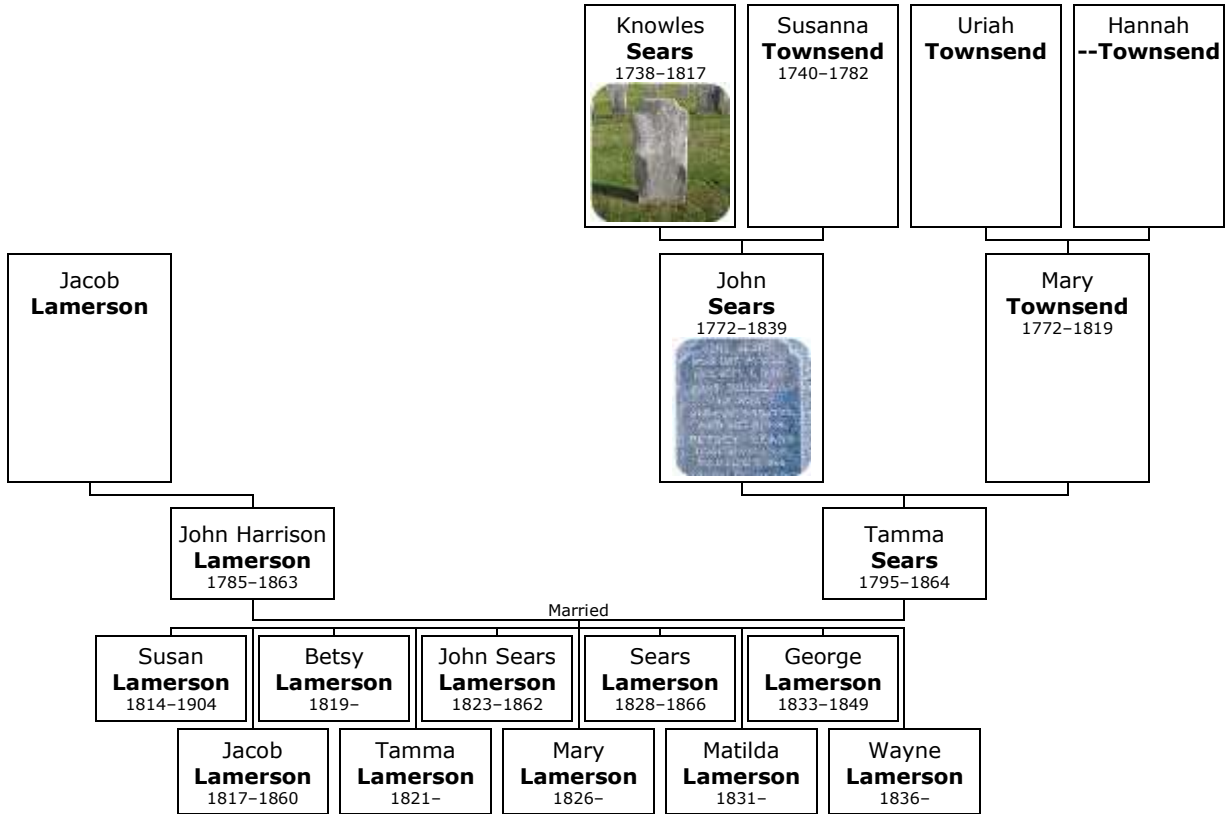 Knowles
Sears
1738–1817
Susanna
Townsend
1740–1782
Uriah
Townsend
Hannah
--Townsend
Jacob
Lamerson
John
Sears
1772–1839
Mary
Townsend
1772–1819
John Harrison
Lamerson
1785–1863
Tamma
Sears
1795–1864
Married
Susan
Lamerson
1814–1904
Betsy
Lamerson
1819–
John Sears
Lamerson
1823–1862
Sears
Lamerson
1828–1866
George
Lamerson
1833–1849
Jacob
Lamerson
1817–1860
Tamma
Lamerson
1821–
Mary
Lamerson
1826–
Matilda
Lamerson
1831–
Wayne
Lamerson
1836–